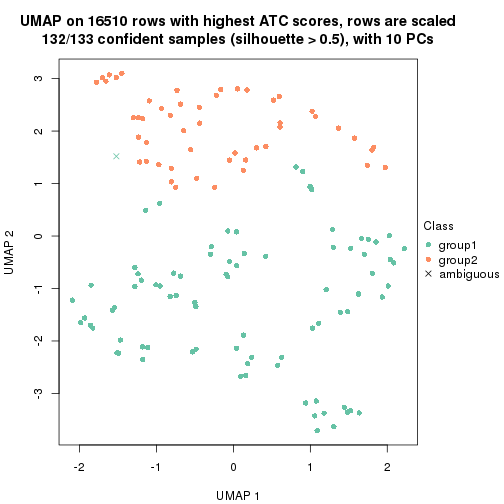 UMAP on 16510 rows with highest ATC scores, rows are scaled
132/133 confident samples (silhouette > 0.5), with 10 PCs
3
2
1
0
-1
-2
-3
UMAP 2
-2
-1
0
1
2
UMAP 1
Class
group1
group2
ambiguous